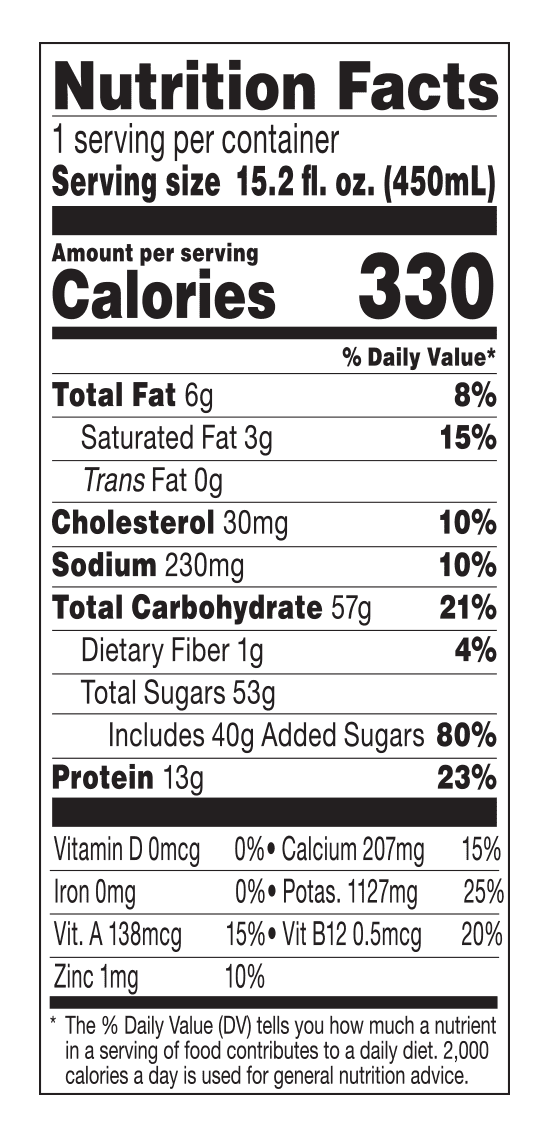 Nutrition Facts
1 serving per container
Serving size 15.2 fl. oz. (450mL)
Amount per serving
Calories 330
% Daily Value*
Total Fat 6g 8%
Saturated Fat 3g 15%
Trans Fat 0g
Cholesterol 30mg 10%
Sodium 230mg 10%
Total Carbohydrate 57g 21%
Dietary Fiber 1g 4%
Total Sugars 53g
Includes 40g Added Sugars 80%
Protein 13g 23%
Vitamin D 0mcg 0% • Calcium 207mg 15%
Iron 0mg 0% • Potas. 1127mg 25%
Vit. A 138mcg 15% • Vit B12 0.5mcg 20%
Zinc 1mg 10%
* The % Daily Value (DV) tells you how much a nutrient
in a serving of food contributes to a daily diet. 2,000
calories a day is used for general nutrition advice.